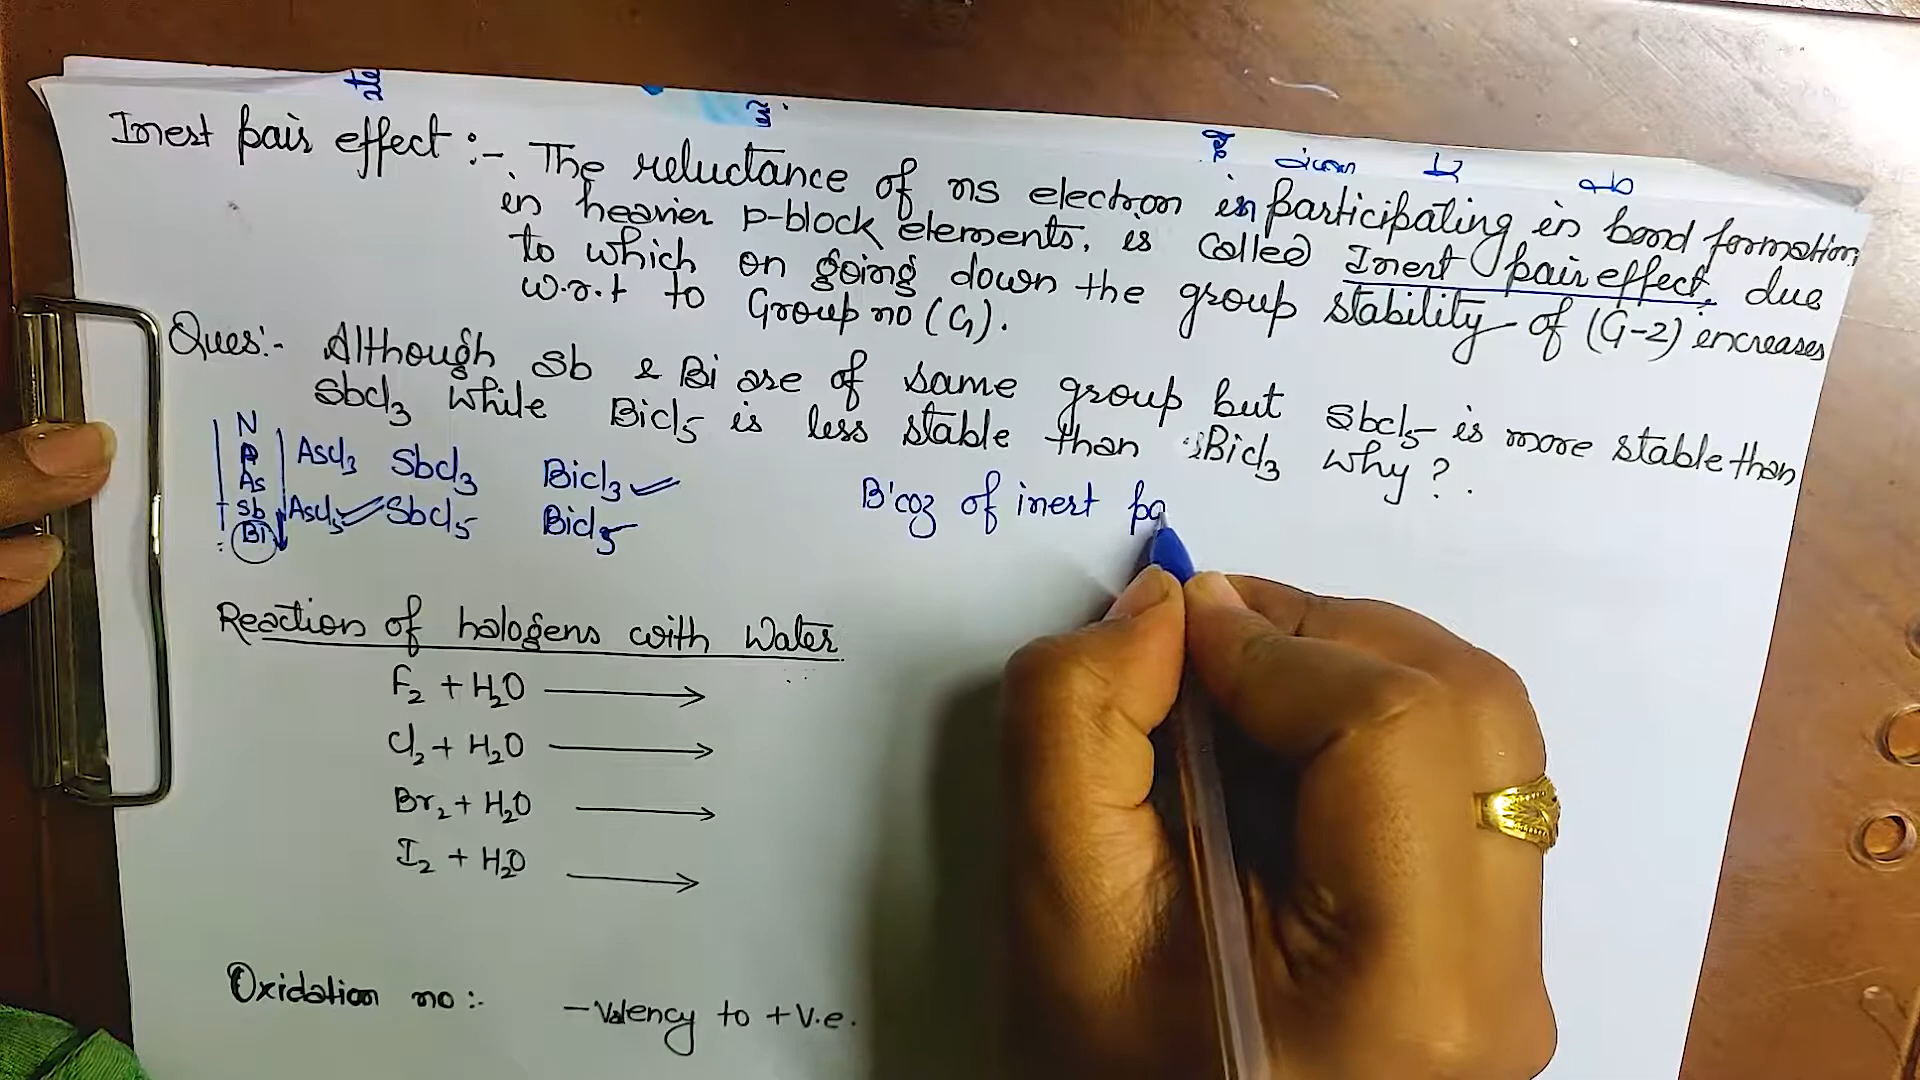 Inert pair effect :- The reluctance of ns electron in participating in bond formation,
in heavier p-block elements, is called Inert pair effect, due
to which on going down the group stability of (G-2) increases
w.r.t to Group no (G).
Ques:- Although Sb & Bi are of same group but Sbcl5 is more stable than
Sbcl3 while Bicl5 is less stable than Bicl3 why?
N
P
As
Sb
Bi
Ascl3 Sbcl3 Bicl3 ✓
Ascl5 ✓ Sbcl5 Bicl5
B'coz of inert pa
Reaction of halogens with Water
F2 + H2O ⟶
Cl2 + H2O ⟶
Br2 + H2O ⟶
I2 + H2O ⟶
Oxidation no :- - Valency to + V.e.